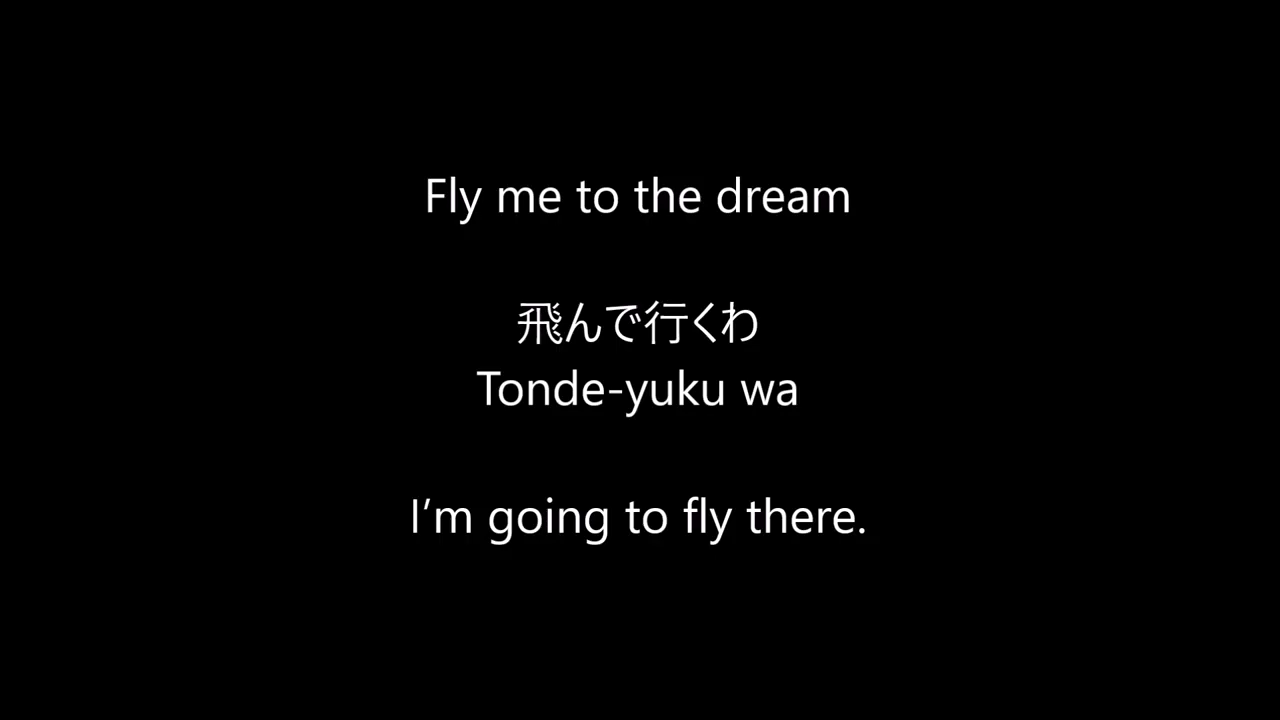 Fly me to the dream
飛んで行くわ
Tonde-yuku wa
I’m going to fly there.